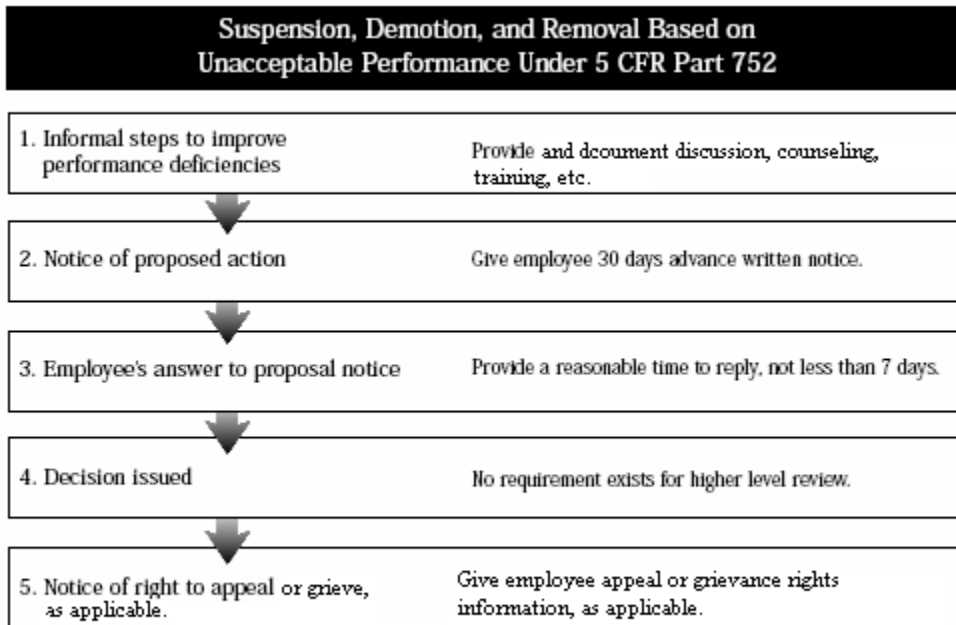 Suspension, Demotion, and Removal Based on
Unacceptable Performance Under 5 CFR Part 752
1. Informal steps to improve
performance deficiencies
Provide and dcoument discussion, counseling,
training, etc.
2. Notice of proposed action
Give employee 30 days advance written notice.
3. Employee's answer to proposal notice
Provide a reasonable time to reply, not less than 7 days.
4. Decision issued
No requirement exists for higher level review.
5. Notice of right to appeal or grieve,
as applicable.
Give employee appeal or grievance rights
information, as applicable.